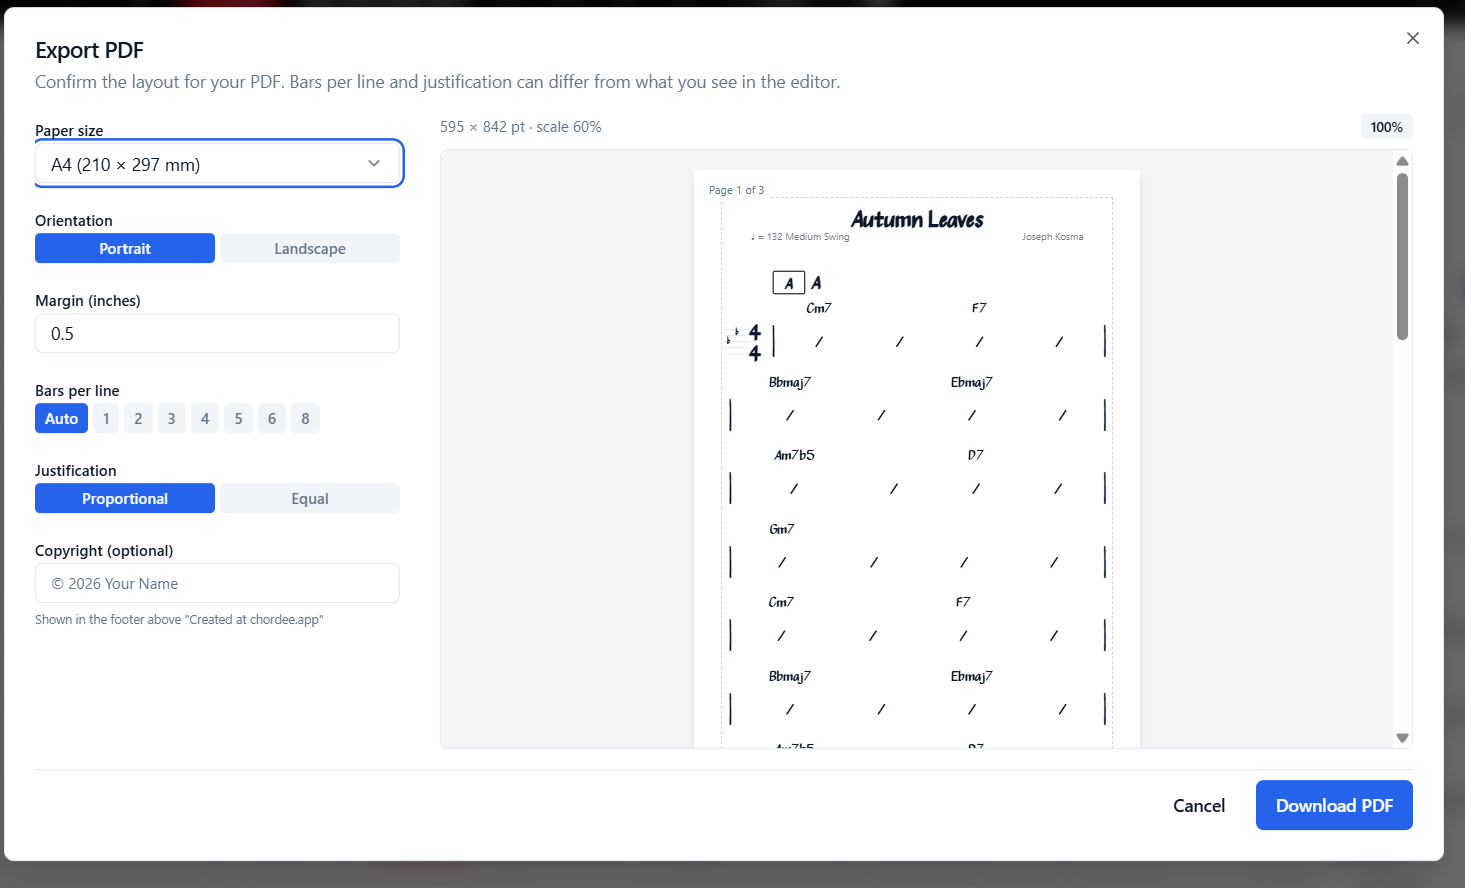 Export PDF
Confirm the layout for your PDF. Bars per line and justification can differ from what you see in the editor.
Paper size
A4 (210 × 297 mm)
Orientation
Portrait Landscape
Margin (inches)
0.5
Bars per line
Auto 1 2 3 4 5 6 8
Justification
Proportional Equal
Copyright (optional)
© 2026 Your Name
Shown in the footer above "Created at chordee.app"
595 × 842 pt · scale 60% 100%
Page 1 of 3
Autumn Leaves
♩ = 132 Medium Swing Joseph Kosma
A A
Cm7 F7
♭ ♭ 4 4 / / / /
Bbmaj7 Ebmaj7
/ / / /
Am7b5 D7
/ / / /
Gm7
/ / / /
Cm7 F7
/ / / /
Bbmaj7 Ebmaj7
/ / / /
Am7b5 D7
Cancel Download PDF